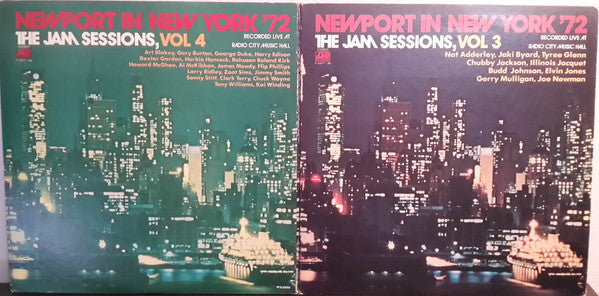 NEWPORT IN NEW YORK '72
THE JAM SESSIONS, VOL 4
RECORDED LIVE AT
RADIO CITY MUSIC HALL
Art Blakey, Gary Burton, George Duke, Harry Edison
Dexter Gordon, Herbie Hancock, Rahsaan Roland Kirk
Howard McGhee, Al McKibbon, James Moody, Flip Phillips
Larry Ridley, Zoot Sims, Jimmy Smith
Sonny Stitt, Clark Terry, Chuck Wayne
Tony Williams, Kai Winding
NEWPORT IN NEW YORK '72
THE JAM SESSIONS, VOL 3
RECORDED LIVE AT
RADIO CITY MUSIC HALL
Nat Adderley, Jaki Byard, Tyree Glenn
Chubby Jackson, Illinois Jacquet
Budd Johnson, Elvin Jones
Gerry Mulligan, Joe Newman